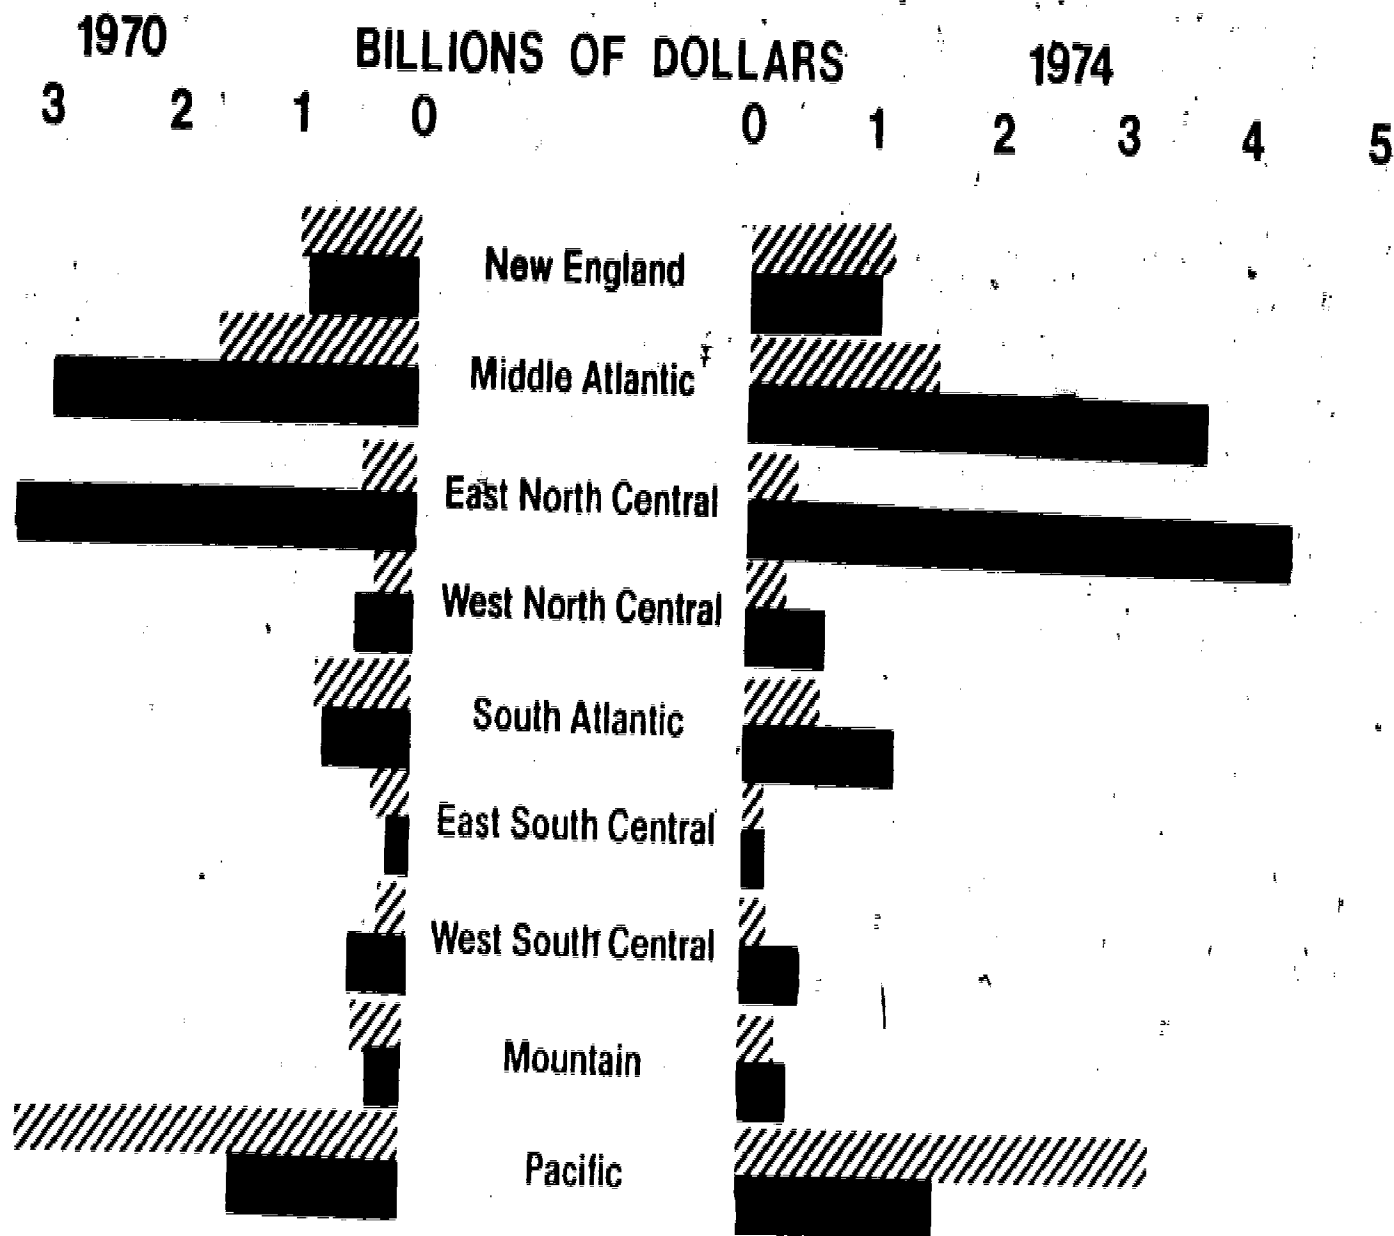 1970 BILLIONS OF DOLLARS 1974
3 2 1 0 0 1 2 3 4 5
New England
Middle Atlantic
East North Central
West North Central
South Atlantic
East South Central
West South Central
Mountain
Pacific